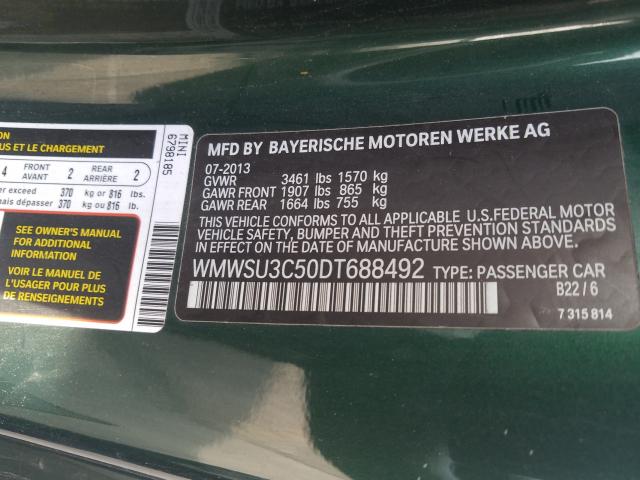 ION
US ET LE CHARGEMENT
4 FRONT AVANT 2 REAR ARRIÈRE 2
er exceed 370 kg or 816 lbs.
ais dépasser 370 kg ou 816 lb.
SEE OWNER'S MANUAL
FOR ADDITIONAL
INFORMATION
VOIR LE MANUEL DE
L'USAGER POUR PLUS
DE RENSEIGNEMENTS
MINI
6798185
MFD BY BAYERISCHE MOTOREN WERKE AG
07-2013
GVWR 3461 lbs 1570 kg
GAWR FRONT 1907 lbs 865 kg
GAWR REAR 1664 lbs 755 kg
THIS VEHICLE CONFORMS TO ALL APPLICABLE U.S.FEDERAL MOTOR
VEHICLE SAFETY, BUMPER AND THEFT PREVENTION STANDARDS
IN EFFECT ON THE DATE OF MANUFACTURE SHOWN ABOVE.
WMWSU3C50DT688492 TYPE: PASSENGER CAR
B22/6
7 315 814